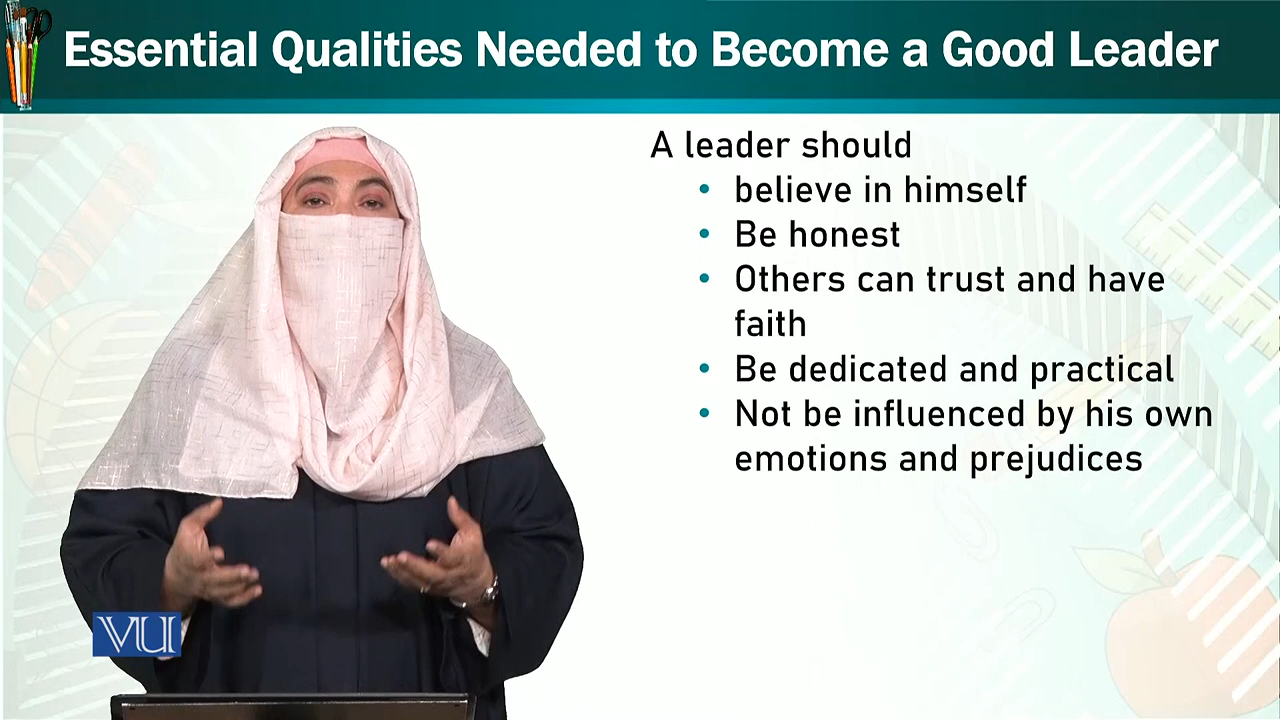 Essential Qualities Needed to Become a Good Leader
A leader should
• believe in himself
• Be honest
• Others can trust and have
faith
• Be dedicated and practical
• Not be influenced by his own
emotions and prejudices
VU